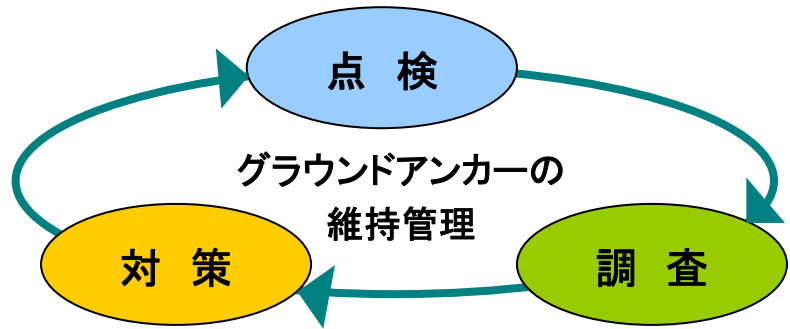 点 検
グラウンドアンカーの
維持管理
対 策
調 査